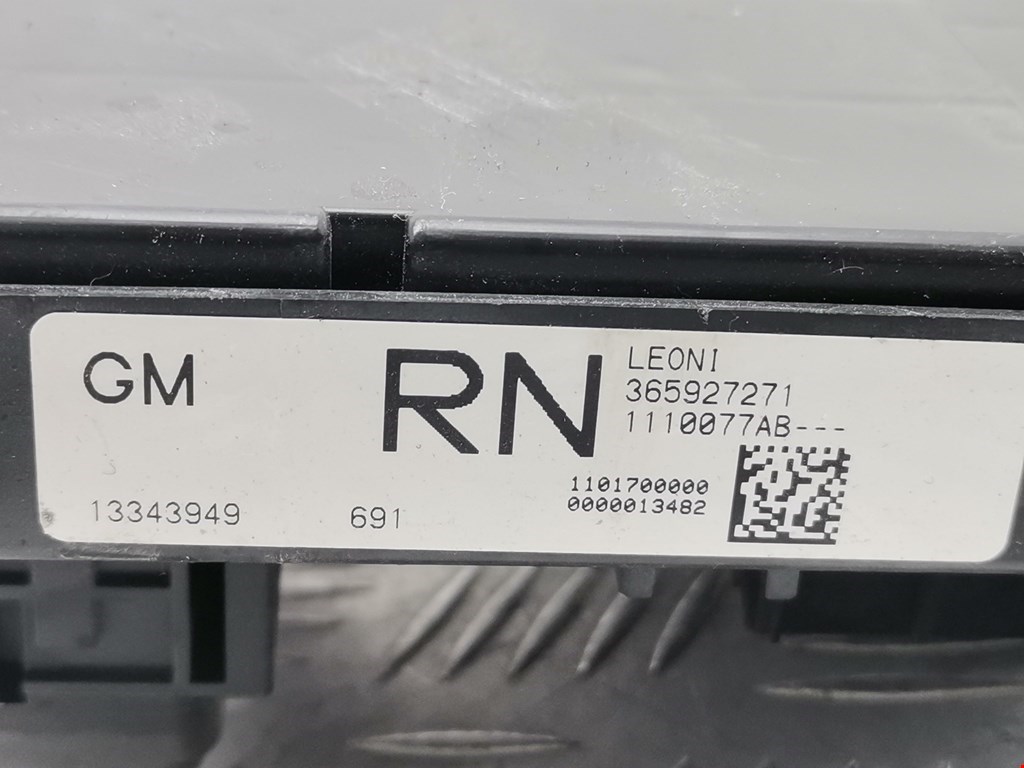 GM
RN
LEONI
365927271
1110077AB---
1101700000
0000013482
13343949
691